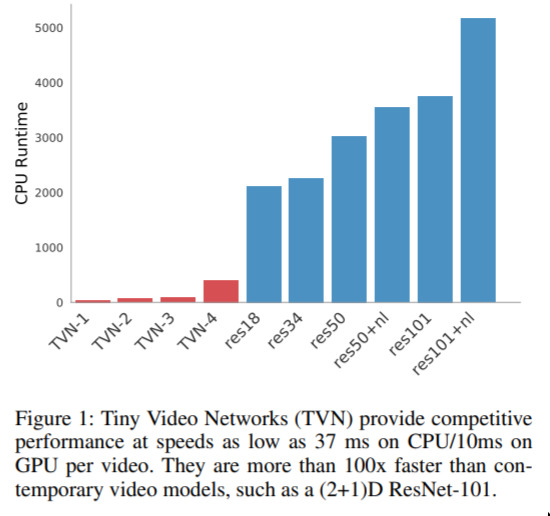 5000
4000
3000
2000
1000
0
CPU Runtime
TVN-1
TVN-2
TVN-3
TVN-4
res18
res34
res50
res50+nl
res101
res101+nl
Figure 1: Tiny Video Networks (TVN) provide competitive
performance at speeds as low as 37 ms on CPU/10ms on
GPU per video. They are more than 100x faster than con-
temporary video models, such as a (2+1)D ResNet-101.